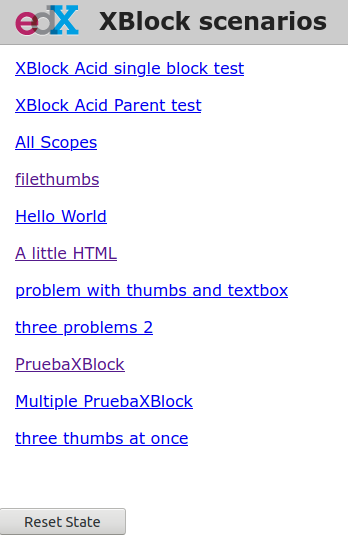 edX XBlock scenarios
XBlock Acid single block test
XBlock Acid Parent test
All Scopes
filethumbs
Hello World
A little HTML
problem with thumbs and textbox
three problems 2
PruebaXBlock
Multiple PruebaXBlock
three thumbs at once
Reset State